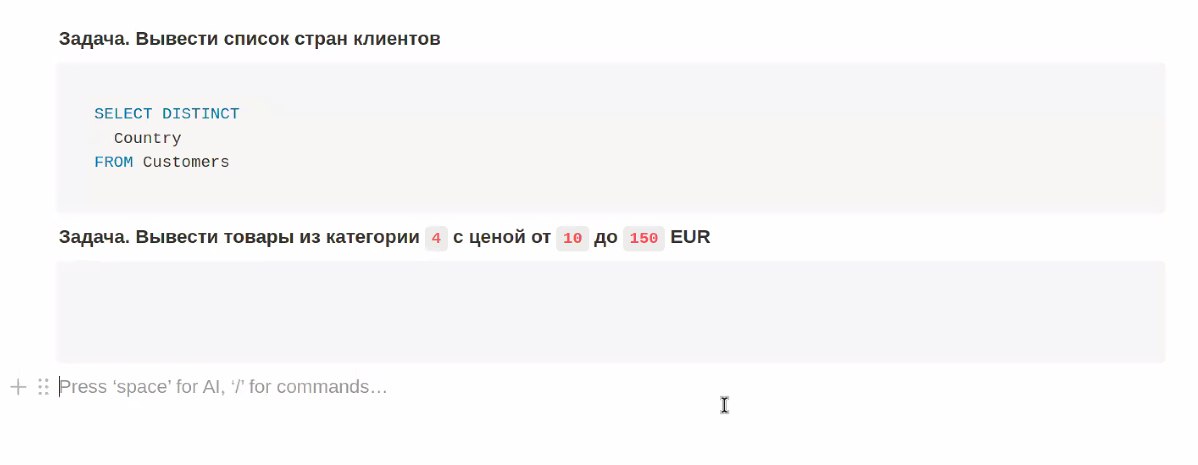 Задача. Вывести список стран клиентов
SELECT DISTINCT
Country
FROM Customers
Задача. Вывести товары из категории 4 с ценой от 10 до 150 EUR
Press ‘space’ for AI, ‘/’ for commands…